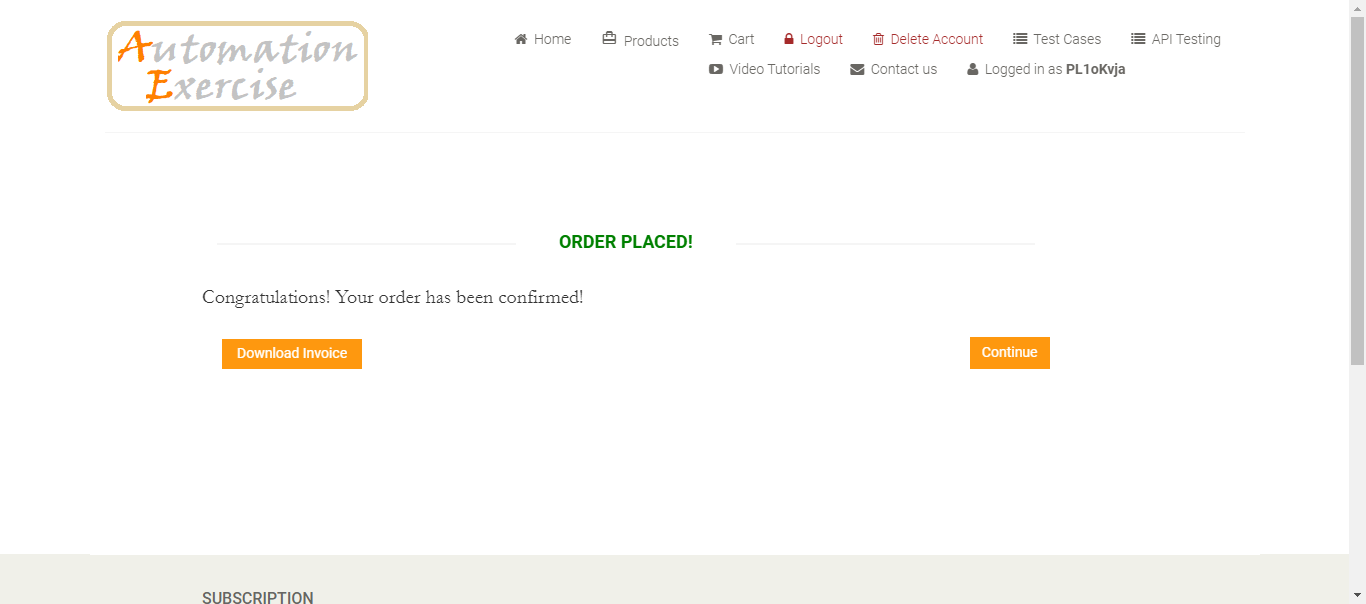 Automation
Exercise
Home Products Cart Logout Delete Account Test Cases API Testing
Video Tutorials Contact us Logged in as PL1oKvja
ORDER PLACED!
Congratulations! Your order has been confirmed!
Download Invoice Continue
SUBSCRIPTION